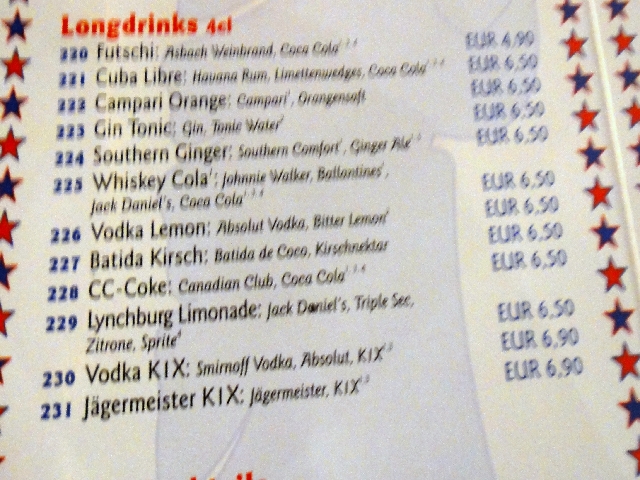 Longdrinks 4cl
220 Futschi: Asbach Weinbrand, Coca Cola EUR 4,90
221 Cuba Libre: Havana Rum, Limettenwedges, Coca Cola EUR 6,50
222 Campari Orange: Campari, Orangensaft EUR 6,50
223 Gin Tonic: Gin, Tonic Water EUR 6,50
224 Southern Ginger: Southern Comfort, Ginger Ale EUR 6,50
225 Whiskey Cola: Johnnie Walker, Ballantines,
Jack Daniel's, Coca Cola EUR 6,50
226 Vodka Lemon: Absolut Vodka, Bitter Lemon EUR 6,50
227 Batida Kirsch: Batida de Coco, Kirschnektar EUR 6,50
228 CC-Coke: Canadian Club, Coca Cola EUR 6,50
229 Lynchburg Limonade: Jack Daniel's, Triple Sec,
Zitrone, Sprite EUR 6,50
230 Vodka KIX: Smirnoff Vodka, Absolut, KIX EUR 6,90
231 Jägermeister KIX: Jägermeister, KIX EUR 6,90